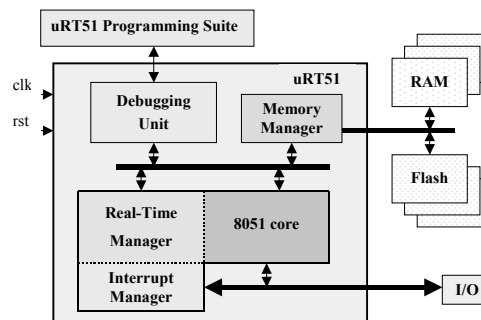 uRT51 Programming Suite
uRT51
clk
rst
Debugging
Unit
Memory
Manager
RAM
Flash
Real-Time
Manager
8051 core
Interrupt
Manager
I/O